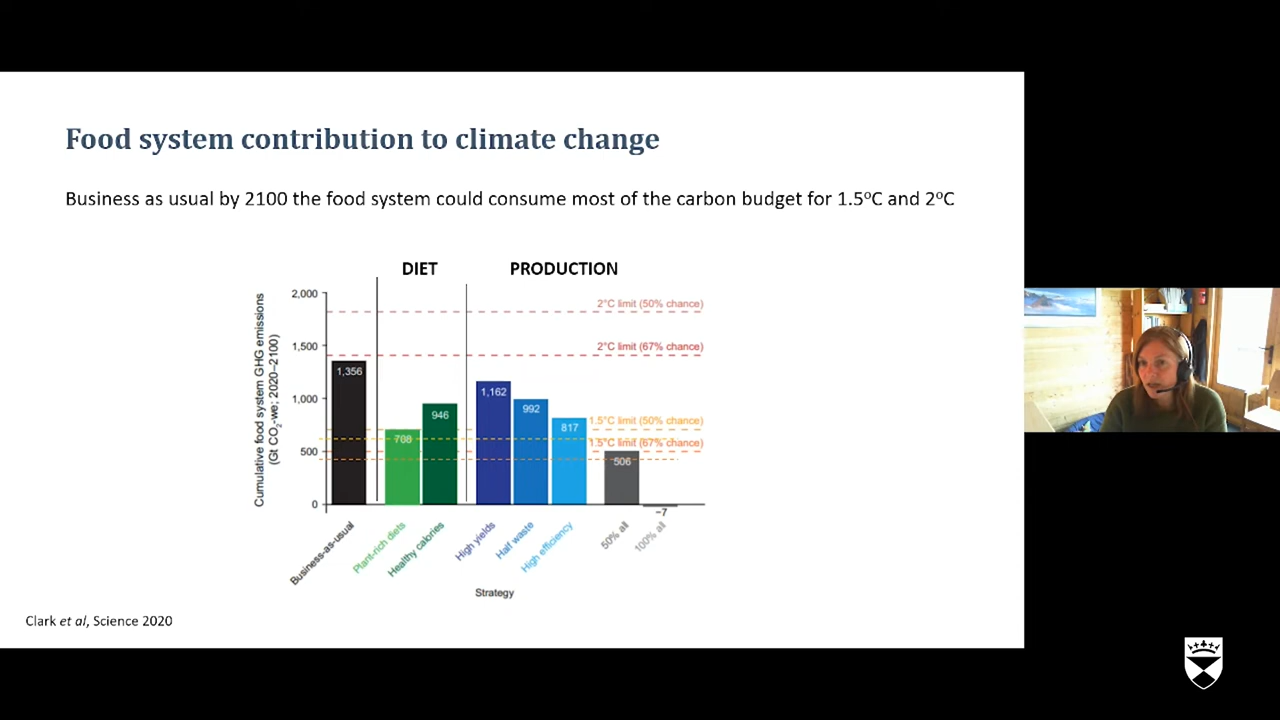 Food system contribution to climate change
Business as usual by 2100 the food system could consume most of the carbon budget for 1.5°C and 2°C
DIET
PRODUCTION
Cumulative food system GHG emissions
(Gt CO2-we; 2020–2100)
2,000
1,500
1,000
500
0
2°C limit (50% chance)
2°C limit (67% chance)
1.5°C limit (50% chance)
1.5°C limit (67% chance)
1,356
708
946
1,162
992
817
506
−7
Business-as-usual
Plant-rich diets
Healthy calories
High yields
Half waste
High efficiency
50% all
100% all
Strategy
Clark et al, Science 2020